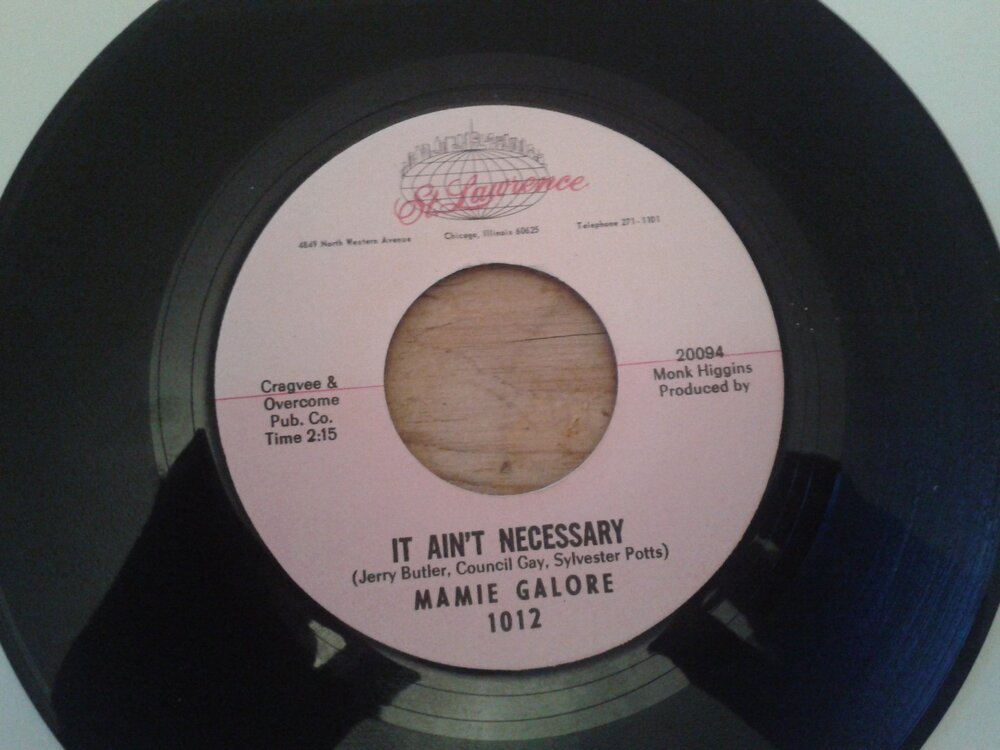 St. Lawrence
4849 North Western Avenue Chicago, Illinois 60625 Telephone 271-1101
Cragvee &
Overcome
Pub. Co.
Time 2:15
20094
Monk Higgins
Produced by
IT AIN'T NECESSARY
(Jerry Butler, Council Gay, Sylvester Potts)
MAMIE GALORE
1012